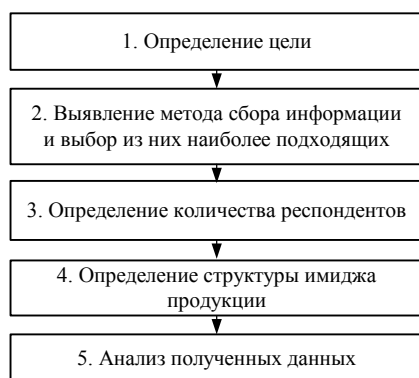 1. Определение цели
2. Выявление метода сбора информации
и выбор из них наиболее подходящих
3. Определение количества респондентов
4. Определение структуры имиджа
продукции
5. Анализ полученных данных